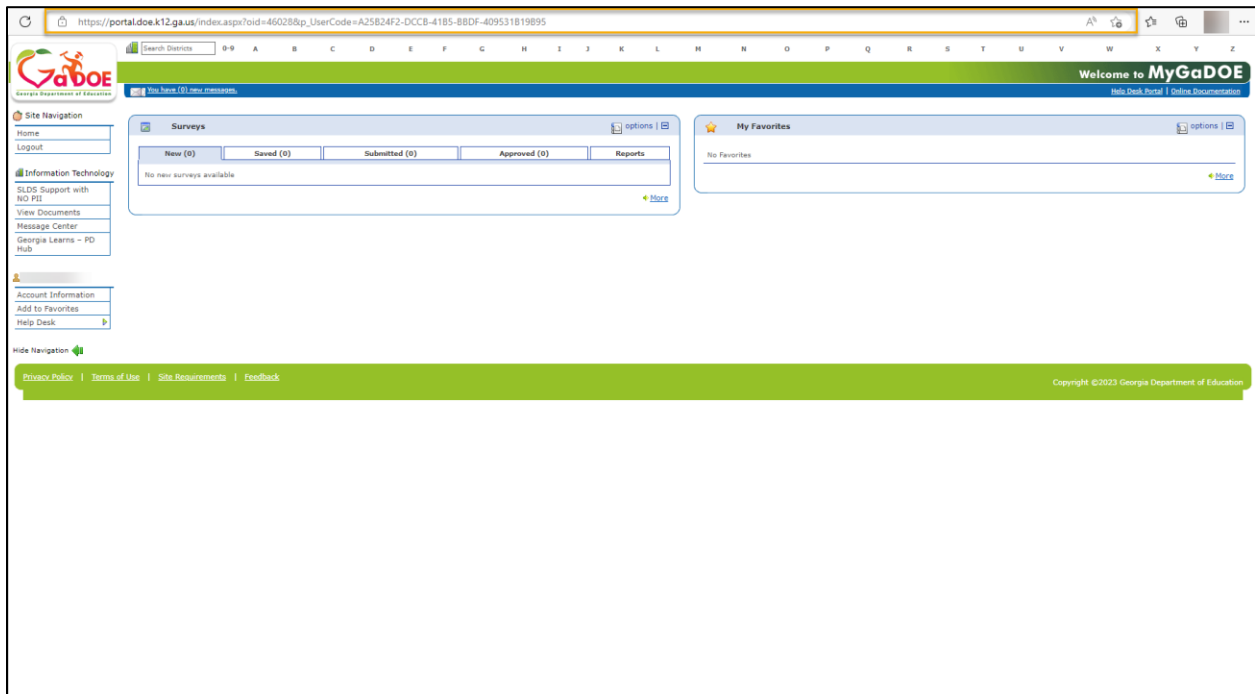 https://portal.doe.k12.ga.us/index.aspx?oid=46028&p_UserCode=A25B24F2-DCCB-41B5-8BDF-409531B19B95
Search Districts 0-9 A B C D E F G H I J K L M N O P Q R S T U V W X Y Z
GaDOE
Georgia Department of Education
Welcome to MyGaDOE
You have (0) new messages.
Help Desk Portal | Online Documentation
Site Navigation
Home
Logout
Information Technology
SLDS Support with
NO PII
View Documents
Message Center
Georgia Learns – PD
Hub
Account Information
Add to Favorites
Help Desk
Hide Navigation
Surveys options |
New (0) Saved (0) Submitted (0) Approved (0) Reports
No new surveys available
More
My Favorites options |
No Favorites
More
Privacy Policy | Terms of Use | Site Requirements | Feedback
Copyright ©2023 Georgia Department of Education